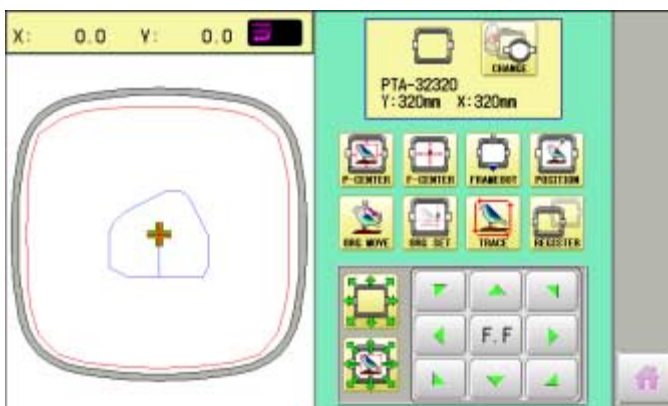 X: 0.0 Y: 0.0
CHANGE
PTA-32320
Y:320mm X:320mm
P-CENTER F-CENTER FRAMEOUT POSITION
ORG MOVE ORG SET TRACE REGISTER
F.F